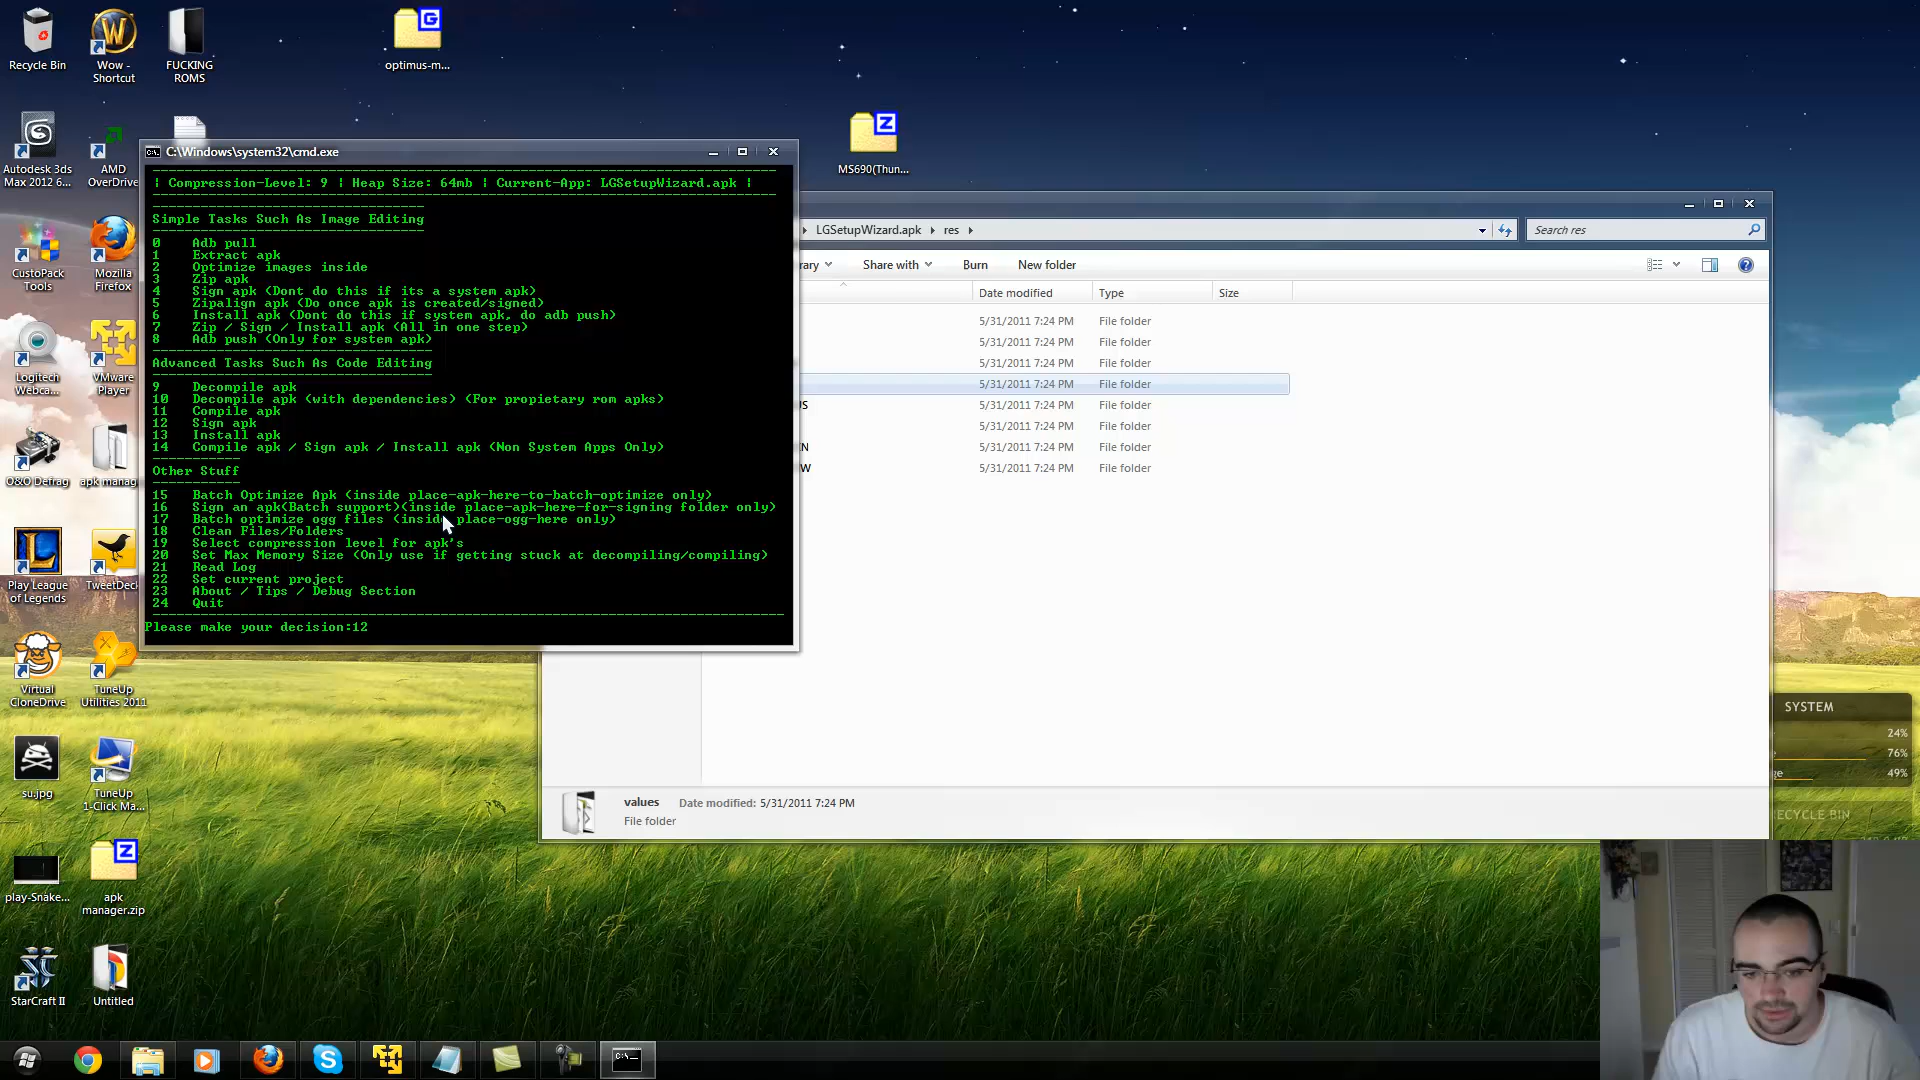 Recycle Bin
Wow - Shortcut
FUCKING ROMS
optimus-m...
MS690(Thun...
Autodesk 3ds Max 2012 6...
AMD OverDrive
CustoPack Tools
Mozilla Firefox
Logitech Webca...
VMware Player
O&O Defrag
apk manag
Play League of Legends
TweetDeck
Virtual CloneDrive
TuneUp Utilities 2011
su.jpg
TuneUp 1-Click Ma...
play-Snake...
apk manager.zip
StarCraft II
Untitled
C:\Windows\system32\cmd.exe
| Compression-Level: 9 | Heap Size: 64mb | Current-App: LGSetupWizard.apk |
Simple Tasks Such As Image Editing
0 Adb pull
1 Extract apk
2 Optimize images inside
3 Zip apk
4 Sign apk (Dont do this if its a system apk)
5 Zipalign apk (Do once apk is created/signed)
6 Install apk (Dont do this if system apk, do adb push)
7 Zip / Sign / Install apk (All in one step)
8 Adb push (Only for system apk)
Advanced Tasks Such As Code Editing
9 Decompile apk
10 Decompile apk (with dependencies) (For propietary rom apks)
11 Compile apk
12 Sign apk
13 Install apk
14 Compile apk / Sign apk / Install apk (Non System Apps Only)
Other Stuff
15 Batch Optimize Apk (inside place-apk-here-to-batch-optimize only)
16 Sign an apk(Batch support)(inside place-apk-here-for-signing folder only)
17 Batch optimize ogg files (inside place-ogg-here only)
18 Clean Files/Folders
19 Select compression level for apk's
20 Set Max Memory Size (Only use if getting stuck at decompiling/compiling)
21 Read Log
22 Set current project
23 About / Tips / Debug Section
24 Quit
Please make your decision:12
LGSetupWizard.apk res
Search res
rary Share with Burn New folder
Date modified Type Size
5/31/2011 7:24 PM File folder
5/31/2011 7:24 PM File folder
5/31/2011 7:24 PM File folder
5/31/2011 7:24 PM File folder
US 5/31/2011 7:24 PM File folder
5/31/2011 7:24 PM File folder
N 5/31/2011 7:24 PM File folder
W 5/31/2011 7:24 PM File folder
values Date modified: 5/31/2011 7:24 PM
File folder
SYSTEM
24%
76%
49%
ECYCLE BIN